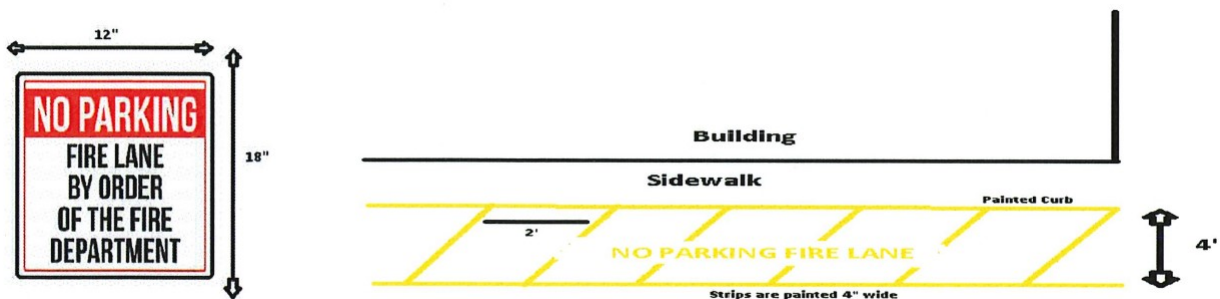 12"
NO PARKING
FIRE LANE
BY ORDER
OF THE FIRE
DEPARTMENT
18"
Building
Sidewalk
Painted Curb
2'
NO PARKING FIRE LANE
4'
Strips are painted 4" wide